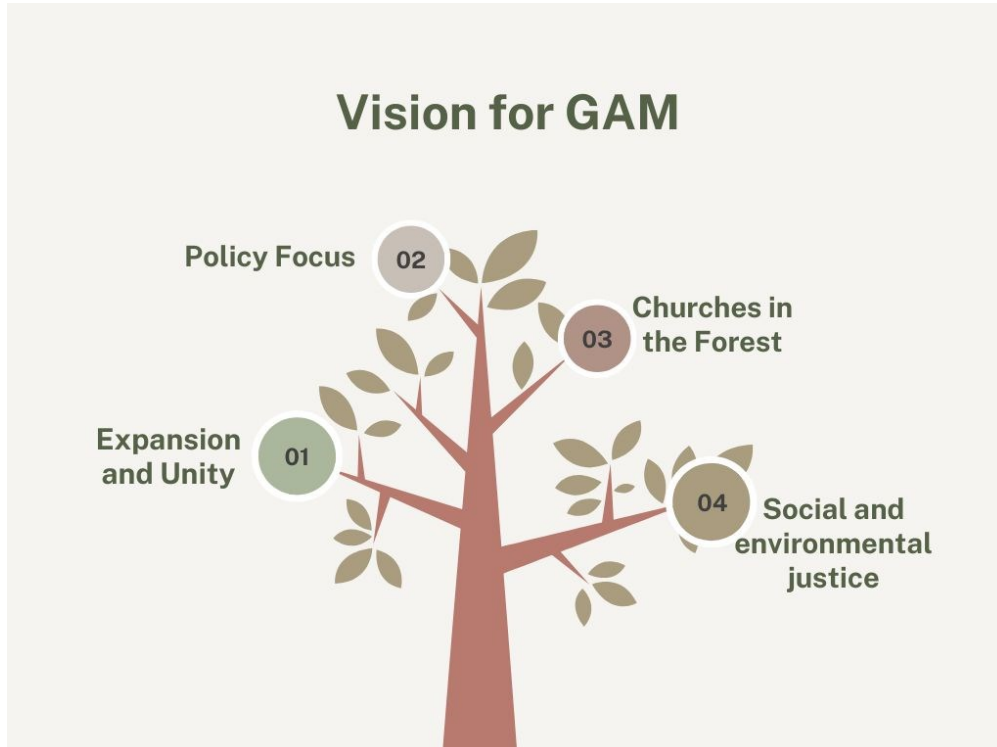 Vision for GAM
01
Expansion
and Unity
02
Policy Focus
03
Churches in
the Forest
04
Social and
environmental
justice